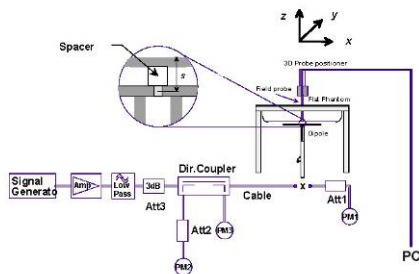 z
y
x
3D Probe positioner
Spacer
s
Field probe
Flat Phantom
Dipole
Signal
Generato
Amp
Low
Pass
3dB
Att3
Dir.Coupler
Cable
x
Att1
PM1
Att2
PM3
PM2
PC